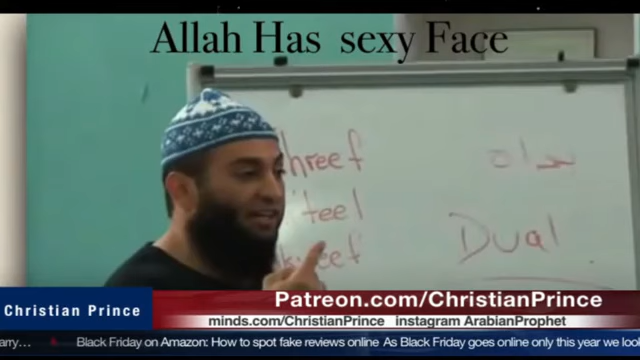 Allah Has sexy Face
hreef
teel
Dual
Patreon.com/ChristianPrince
Christian Prince
minds.com/ChristianPrince instagram ArabianProphet
arry... Black Friday on Amazon: How to spot fake reviews online As Black Friday goes online only this year we loo